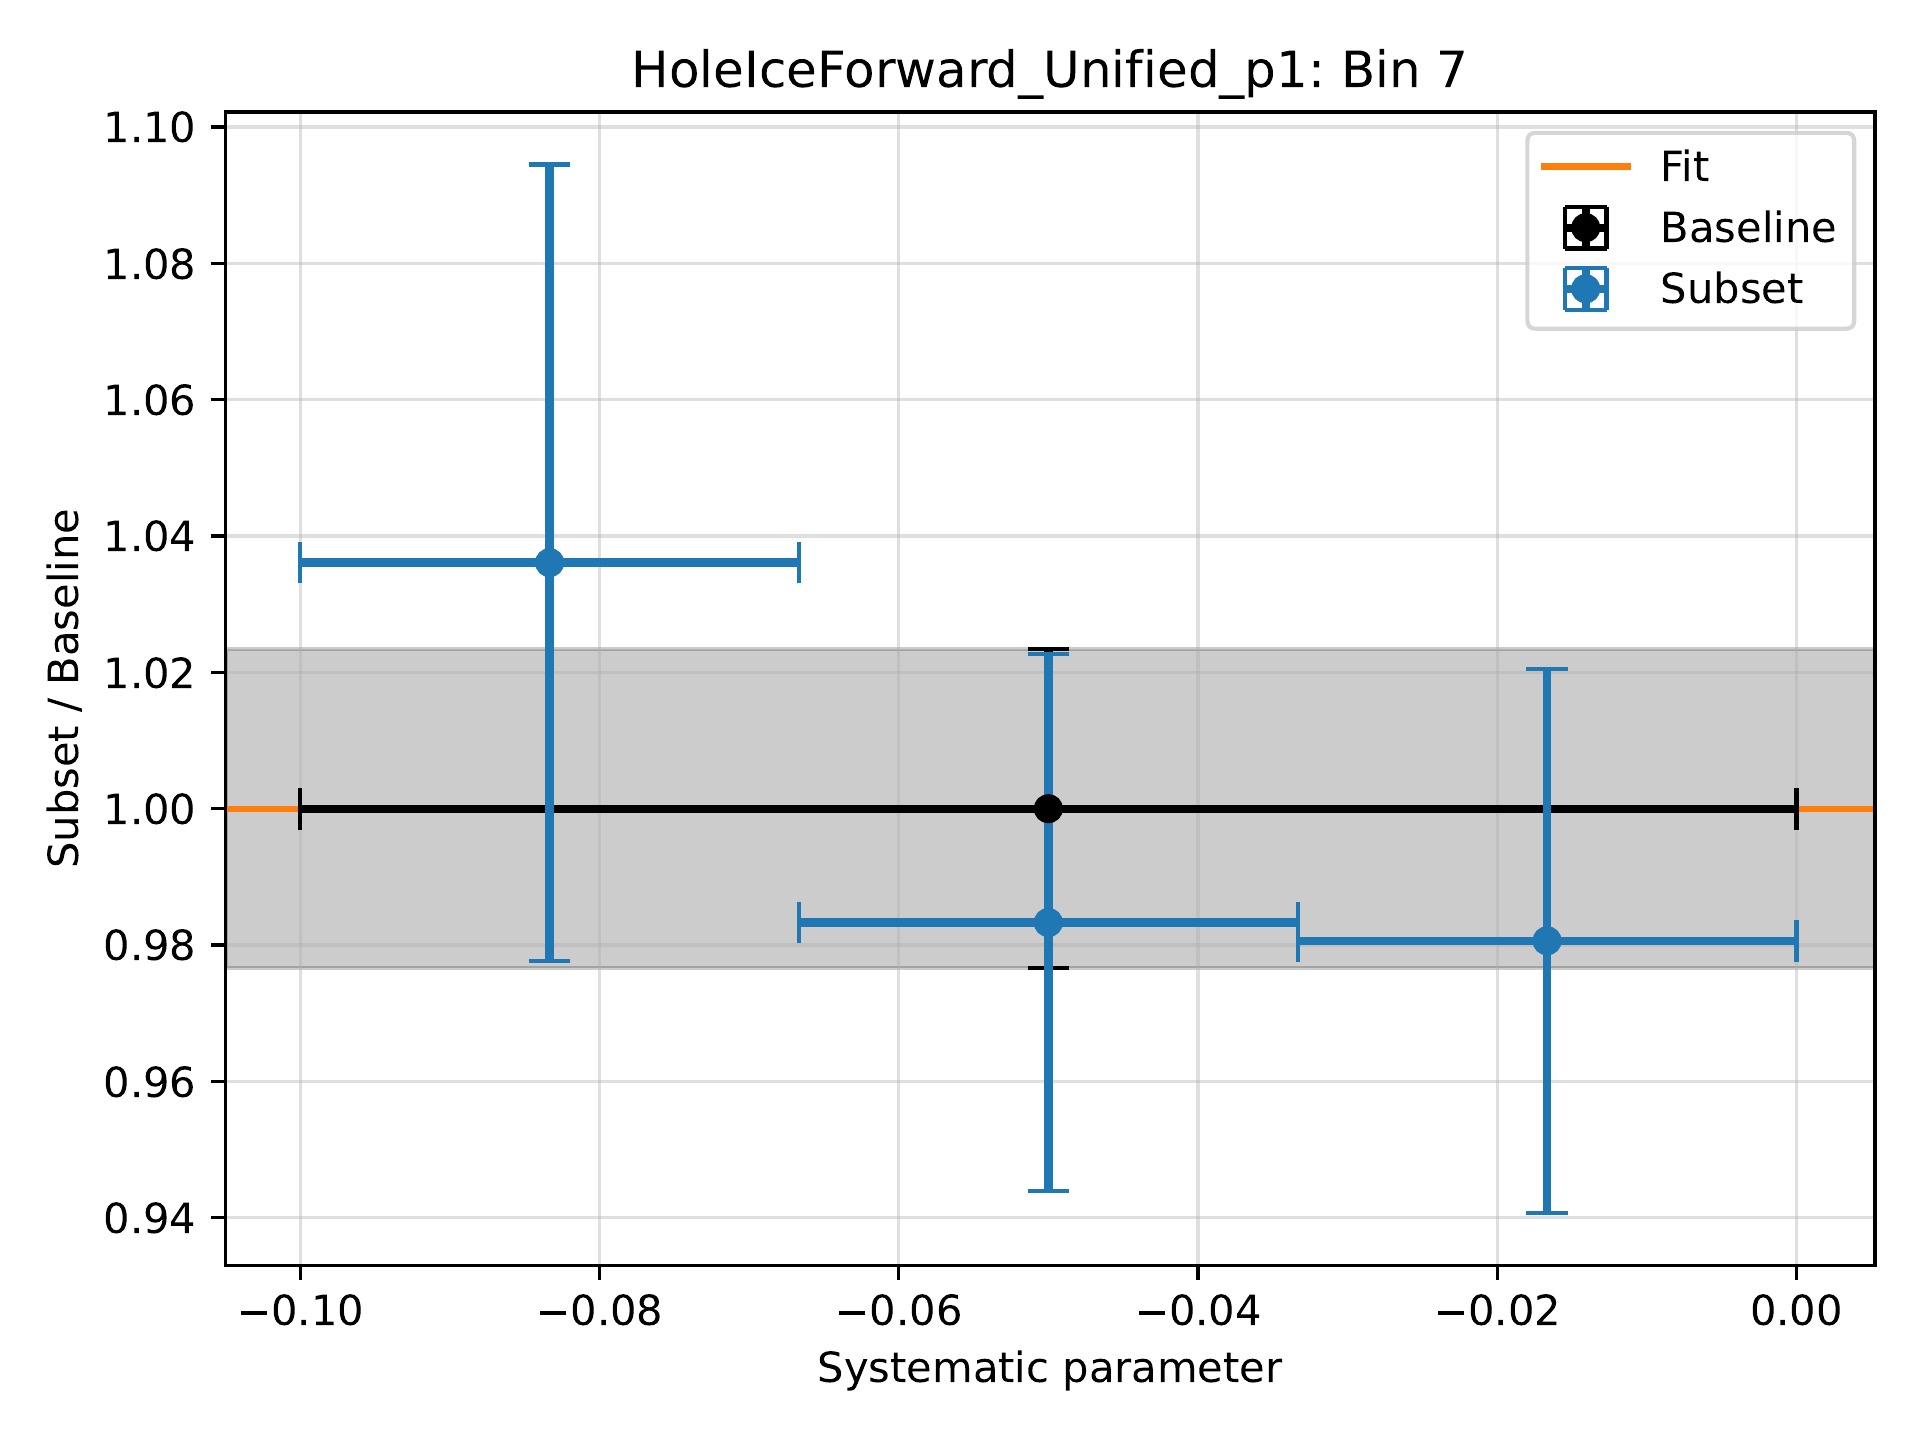 HoleIceForward_Unified_p1: Bin 7
1.10
1.08
1.06
1.04
1.02
1.00
0.98
0.96
0.94
Subset / Baseline
Fit
Baseline
Subset
−0.10
−0.08
−0.06
−0.04
−0.02
0.00
Systematic parameter